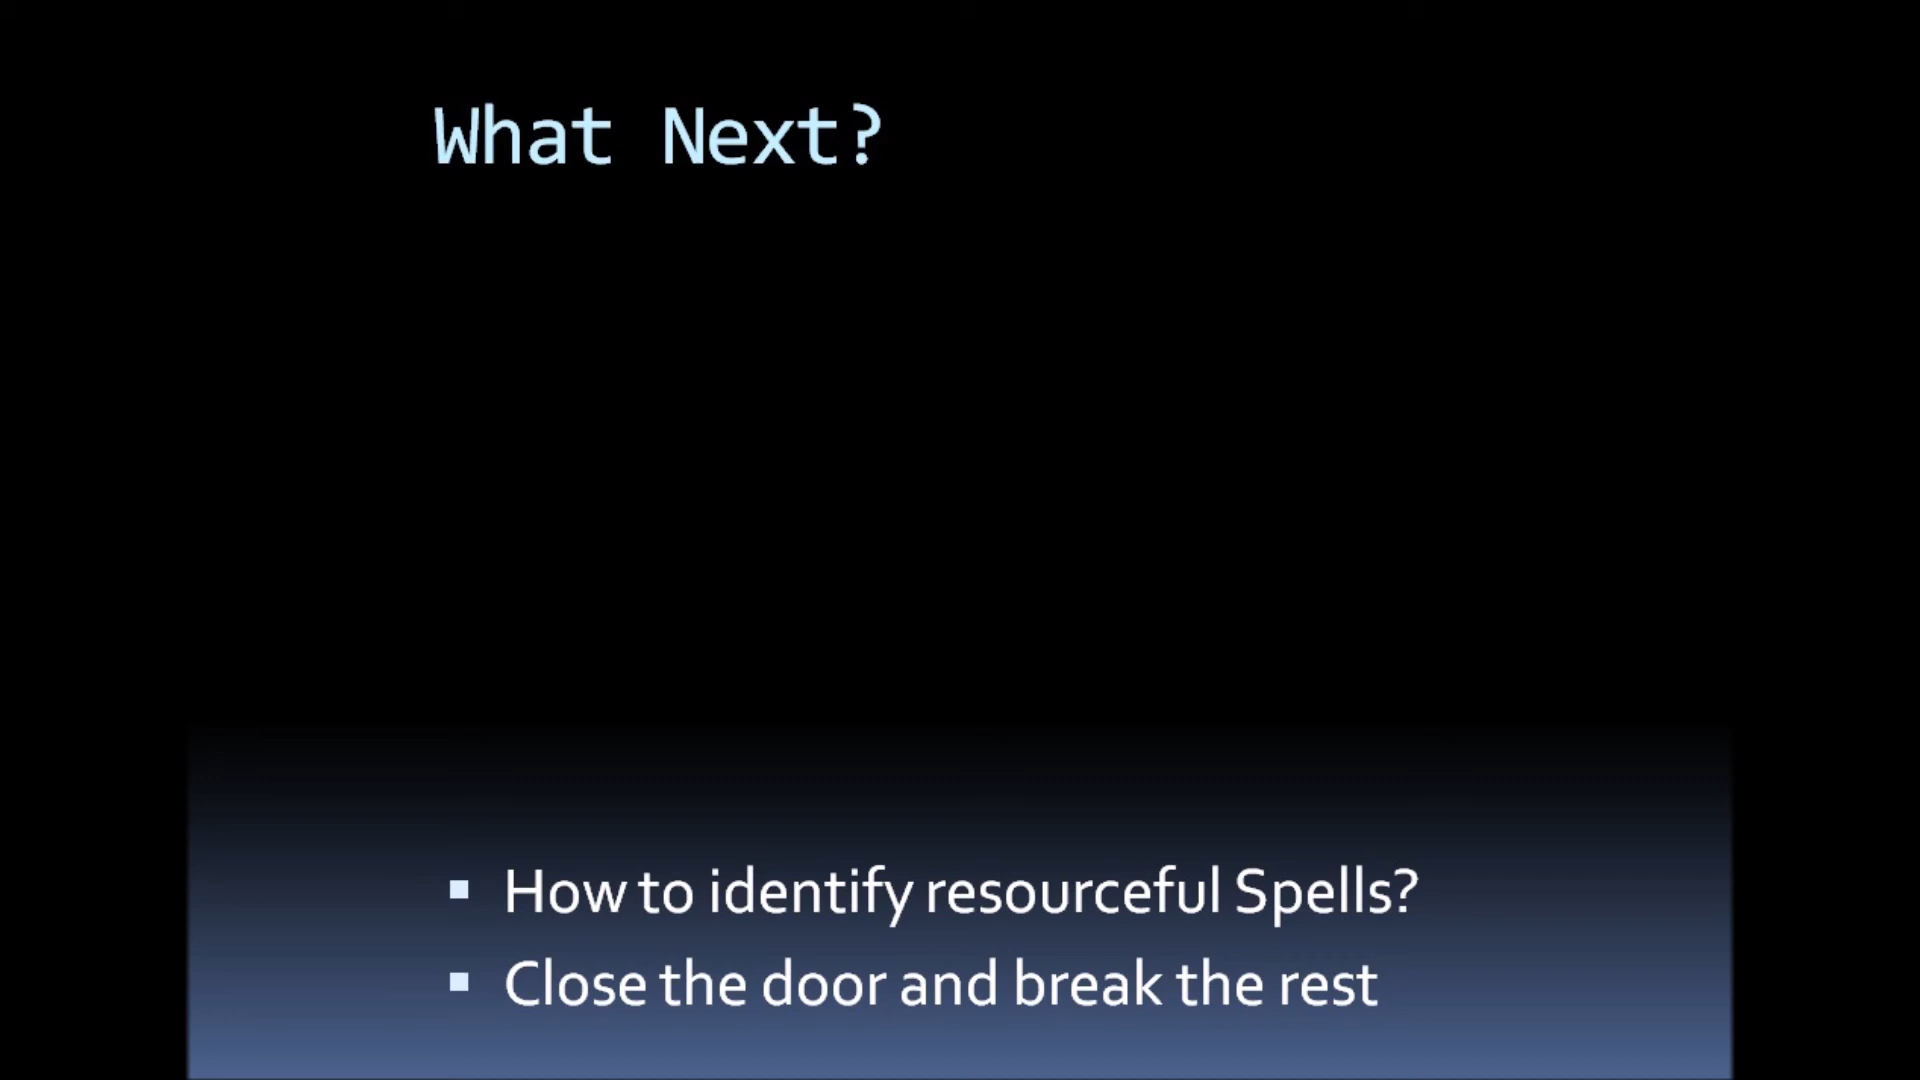 What Next?
▪ How to identify resourceful Spells?
▪ Close the door and break the rest